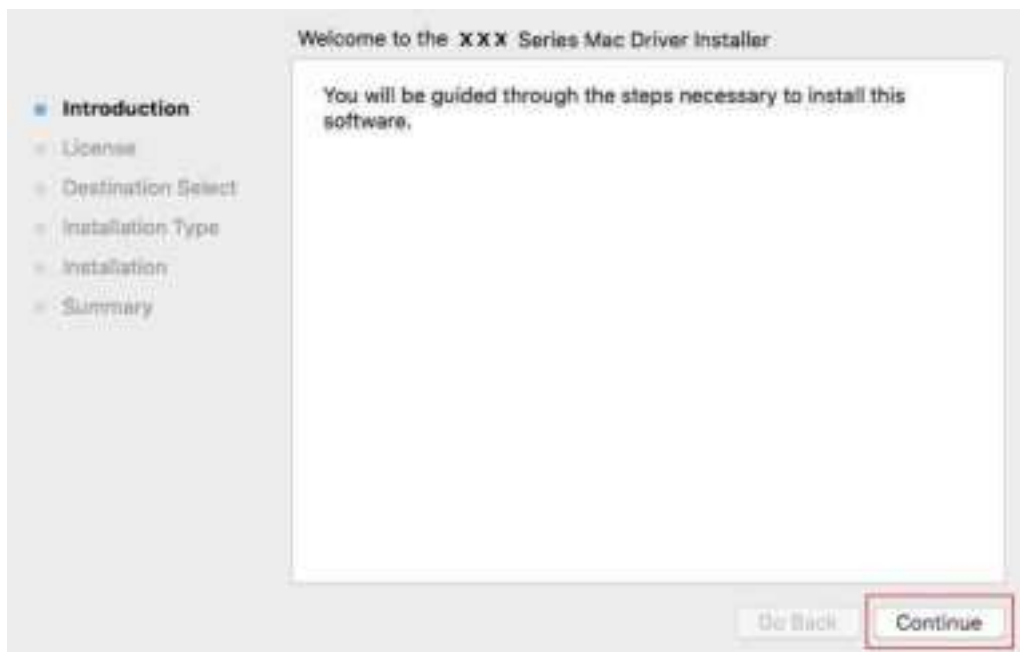 Welcome to the XXX Series Mac Driver Installer
You will be guided through the steps necessary to install this
software.
Introduction
License
Destination Select
Installation Type
Installation
Summary
Go Back
Continue